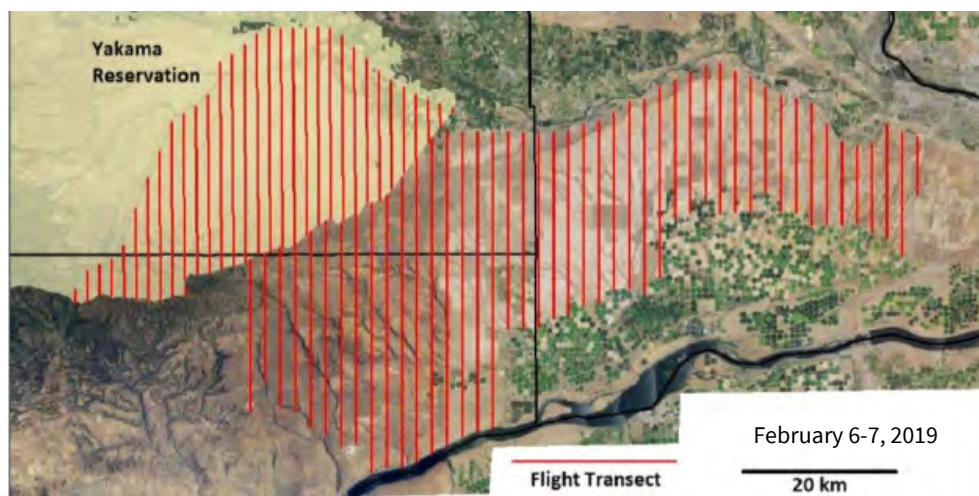 Yakama
Reservation
February 6-7, 2019
Flight Transect
20 km